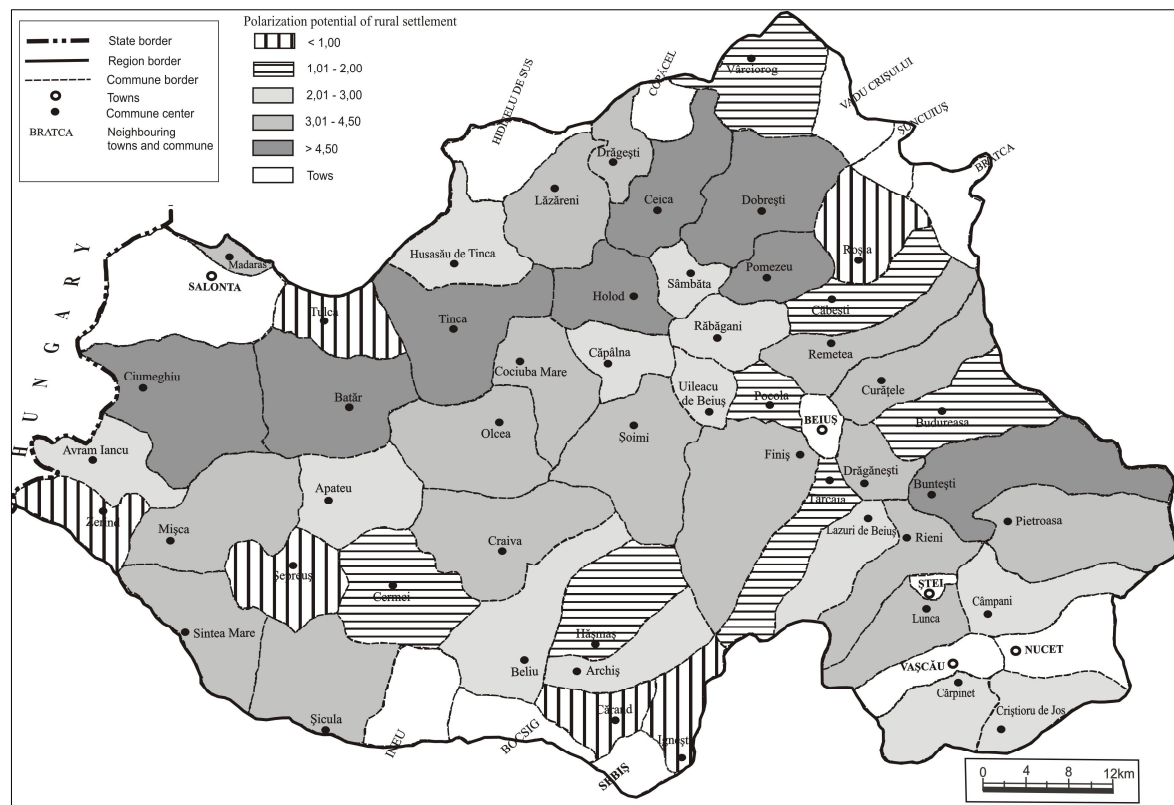 State border
Region border
Commune border
Towns
Commune center
BRATCA
Neighbouring
towns and commune
Polarization potential of rural settlement
< 1,00
1,01 - 2,00
2,01 - 3,00
3,01 - 4,50
> 4,50
Tows
HUNGARY
HIDIŞELU DE SUS
COPĂCEL
VADU CRIŞULUI
ŞUNCUIUŞ
BRATCA
Vârciorog
Drăgeşti
Lăzăreni
Ceica
Dobreşti
Roşia
Madaras
SALONTA
Husasău de Tinca
Sâmbăta
Pomezeu
Tulca
Tinca
Holod
Căbeşti
Răbăgani
Remetea
Ciumeghiu
Batăr
Cociuba Mare
Căpâlna
Uileacu
de Beiuş
Pocola
Curăţele
BEIUŞ
Budureasa
Olcea
Şoimi
Finiş
Avram Iancu
Drăgăneşti
Bunteşti
Apateu
Tărcaia
Zerind
Mişca
Lazuri de Beiuş
Rieni
Pietroasa
Craiva
Şepreuş
Cermei
ŞTEI
Lunca
Câmpani
Sintea Mare
Hăşmaş
Beliu
Archiş
VAŞCĂU
NUCET
Cărpinet
Criştioru de Jos
Şicula
Cărand
Igneşti
INEU
BOCSIG
SEBIŞ
0 4 8 12km